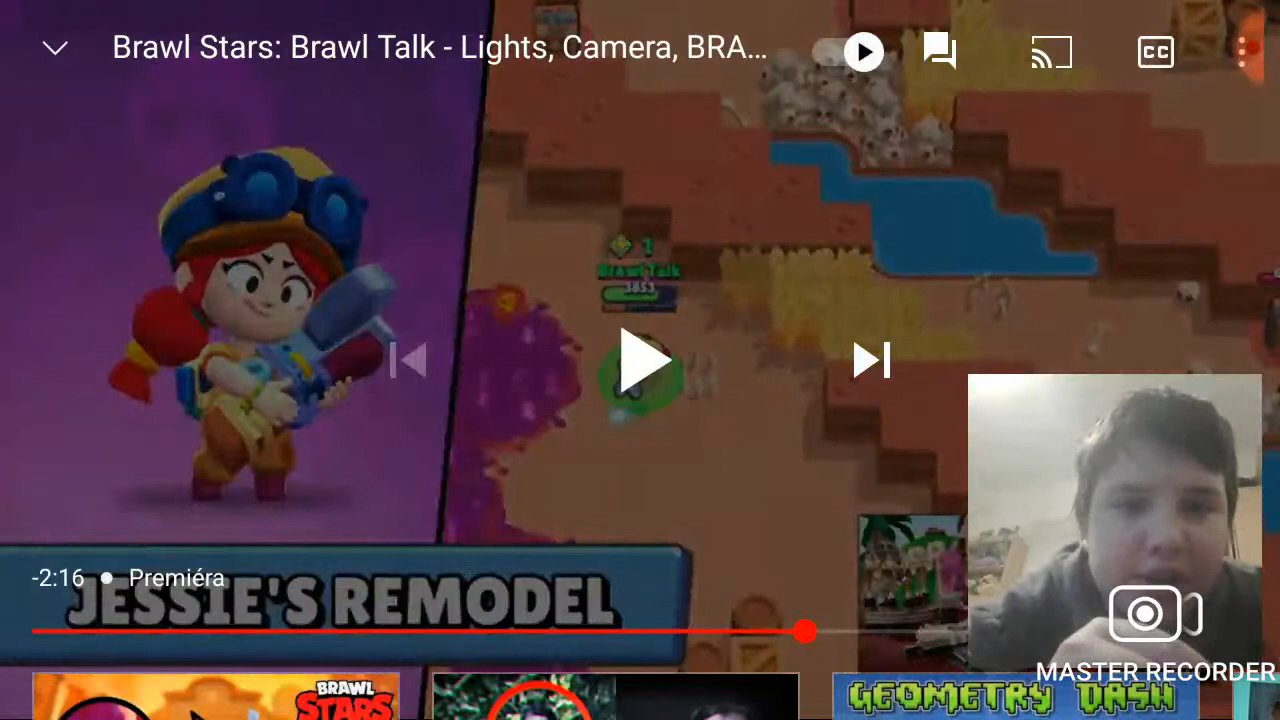 Brawl Stars: Brawl Talk - Lights, Camera, BRA...
CC
1
Brawl Talk
3853
-2:16 • Premiéra
JESSIE'S REMODEL
MASTER RECORDER
BRAWL
STARS
GEOMETRY DASH